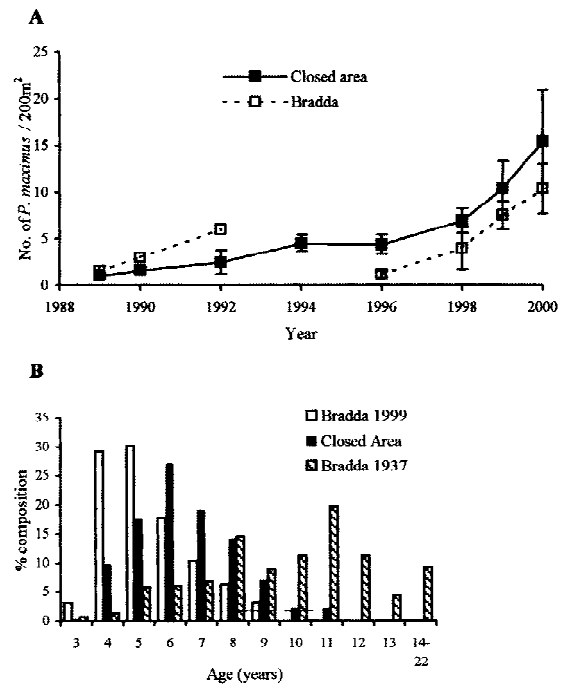 A
25
20
15
10
5
0
No. of P. maximus / 200m²
Closed area
Bradda
1988 1990 1992 1994 1996 1998 2000
Year
B
35
30
25
20
15
10
5
0
% composition
Bradda 1999
Closed Area
Bradda 1937
3 4 5 6 7 8 9 10 11 12 13 14-
22
Age (years)